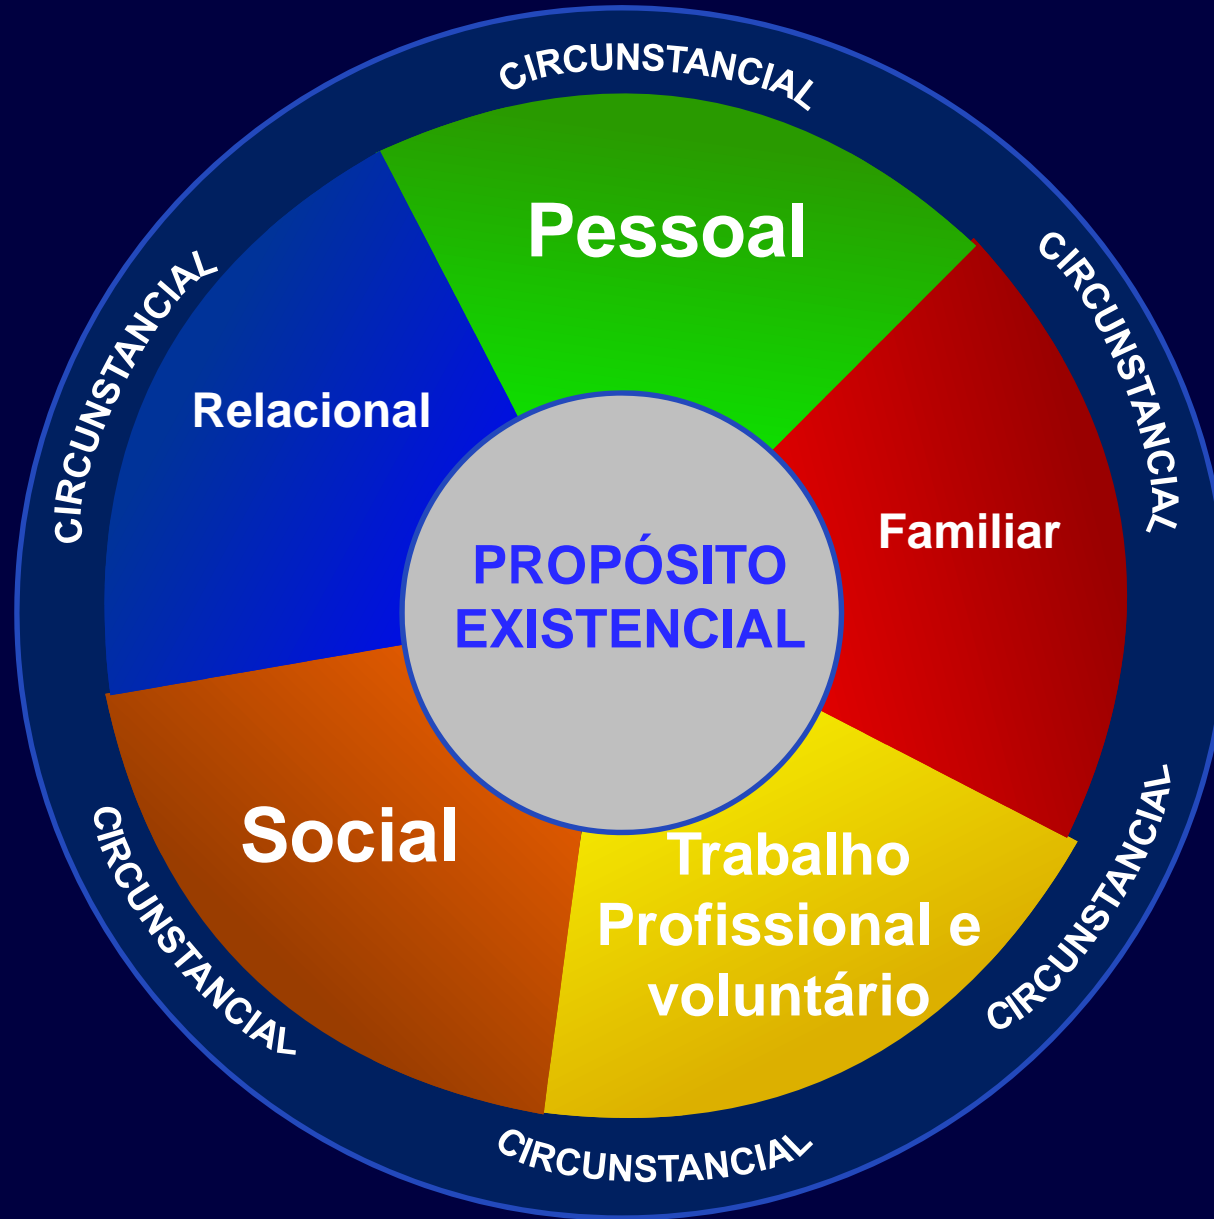 CIRCUNSTANCIAL
Pessoal
CIRCUNSTANCIAL
CIRCUNSTANCIAL
Relacional
Familiar
PROPÓSITO
EXISTENCIAL
Social
Trabalho
Profissional e
voluntário
CIRCUNSTANCIAL
CIRCUNSTANCIAL
CIRCUNSTANCIAL